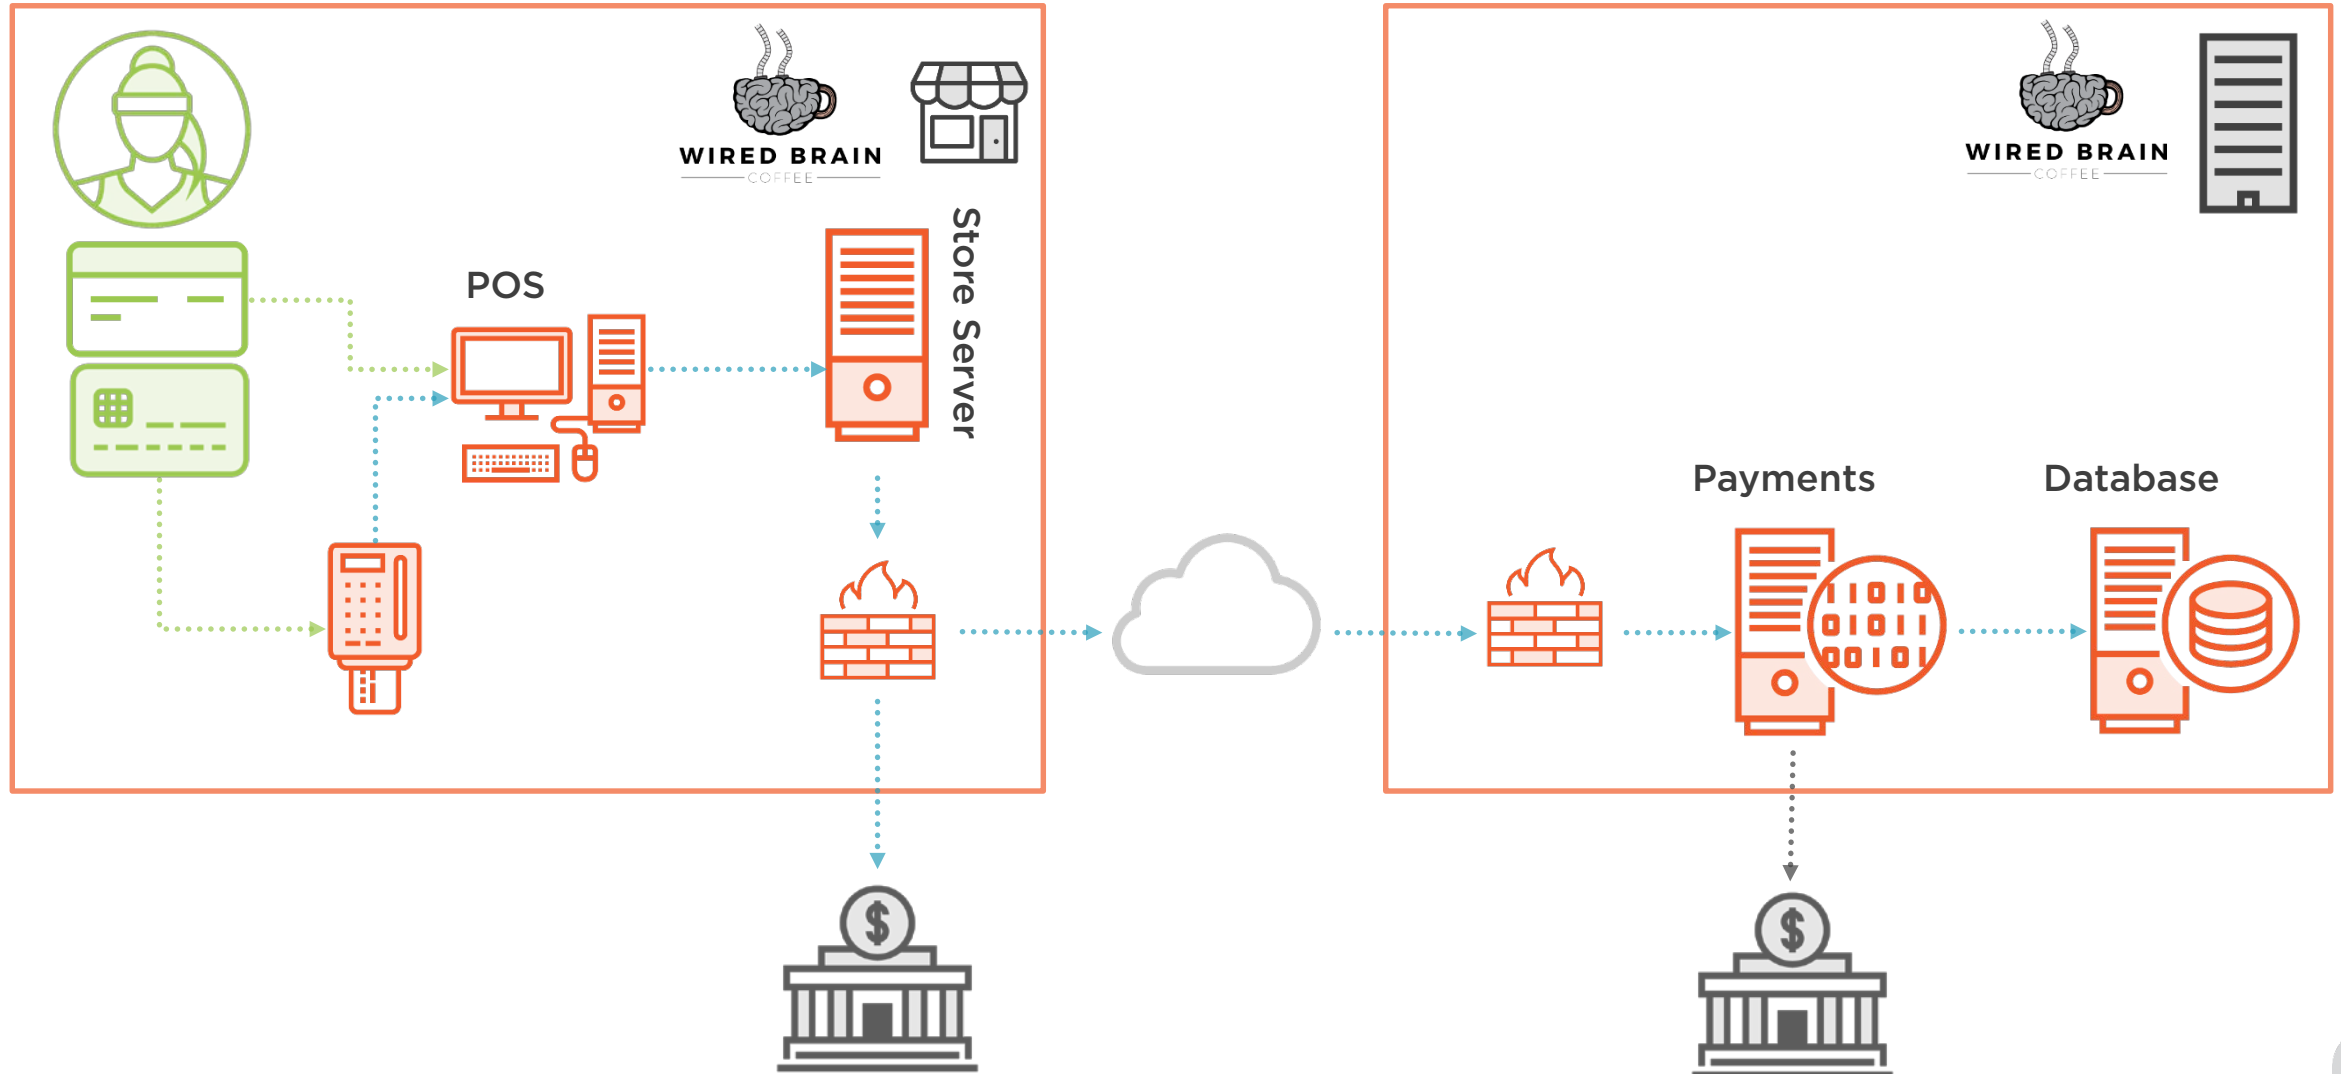 WIRED BRAIN
COFFEE
POS
Store Server
WIRED BRAIN
COFFEE
Payments
Database
$
$